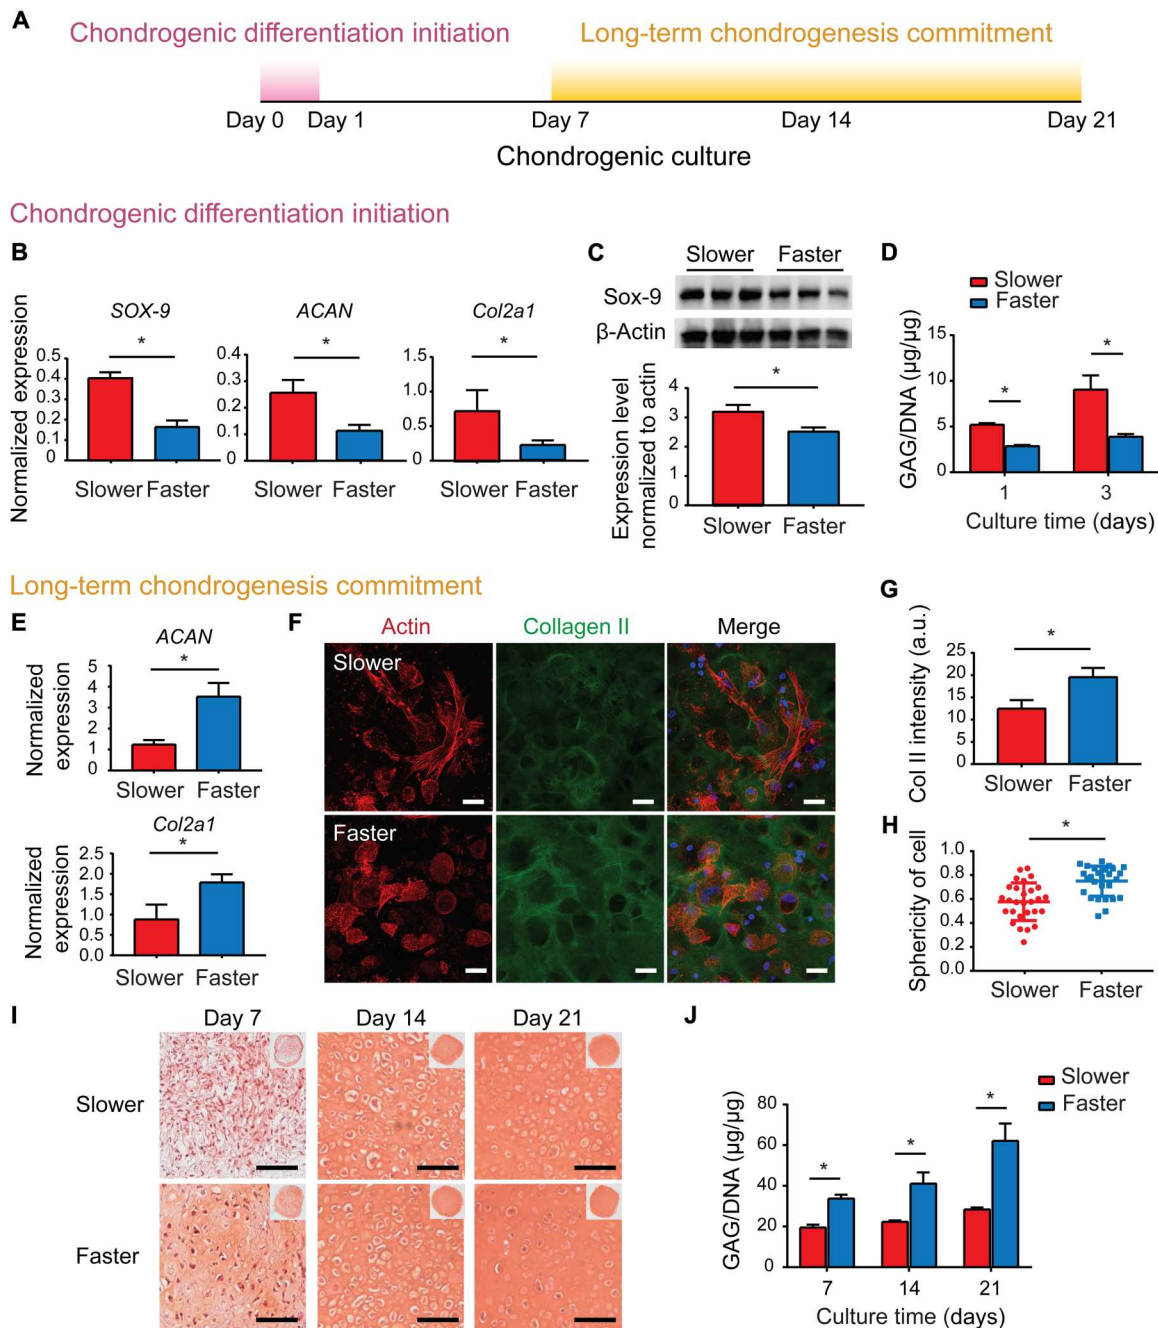 A
Chondrogenic differentiation initiation
Long-term chondrogenesis commitment
Day 0
Day 1
Day 7
Day 14
Day 21
Chondrogenic culture
Chondrogenic differentiation initiation
B
Normalized expression
SOX-9
*
0.5
0.4
0.3
0.2
0.1
0
Slower Faster
ACAN
*
0.4
0.3
0.2
0.1
0
Slower Faster
Col2a1
*
1.5
1.0
0.5
0
Slower Faster
C
Slower
Faster
Sox-9
β-Actin
Expression level
normalized to actin
*
4
3
2
1
0
Slower Faster
D
Slower
Faster
GAG/DNA (µg/µg)
15
10
5
0
*
*
1
3
Culture time (days)
Long-term chondrogenesis commitment
E
ACAN
*
Normalized
expression
5
4
3
2
1
0
Slower Faster
Col2a1
*
Normalized
expression
2.5
2.0
1.5
1.0
0.5
0
Slower Faster
F
Actin
Collagen II
Merge
Slower
Faster
G
Col II intensity (a.u.)
*
25
20
15
10
5
0
Slower Faster
H
Sphericity of cell
*
1.0
0.8
0.6
0.4
0.2
0.0
Slower Faster
I
Day 7
Day 14
Day 21
Slower
Faster
J
Slower
Faster
GAG/DNA (µg/µg)
80
60
40
20
0
*
*
*
7
14
21
Culture time (days)